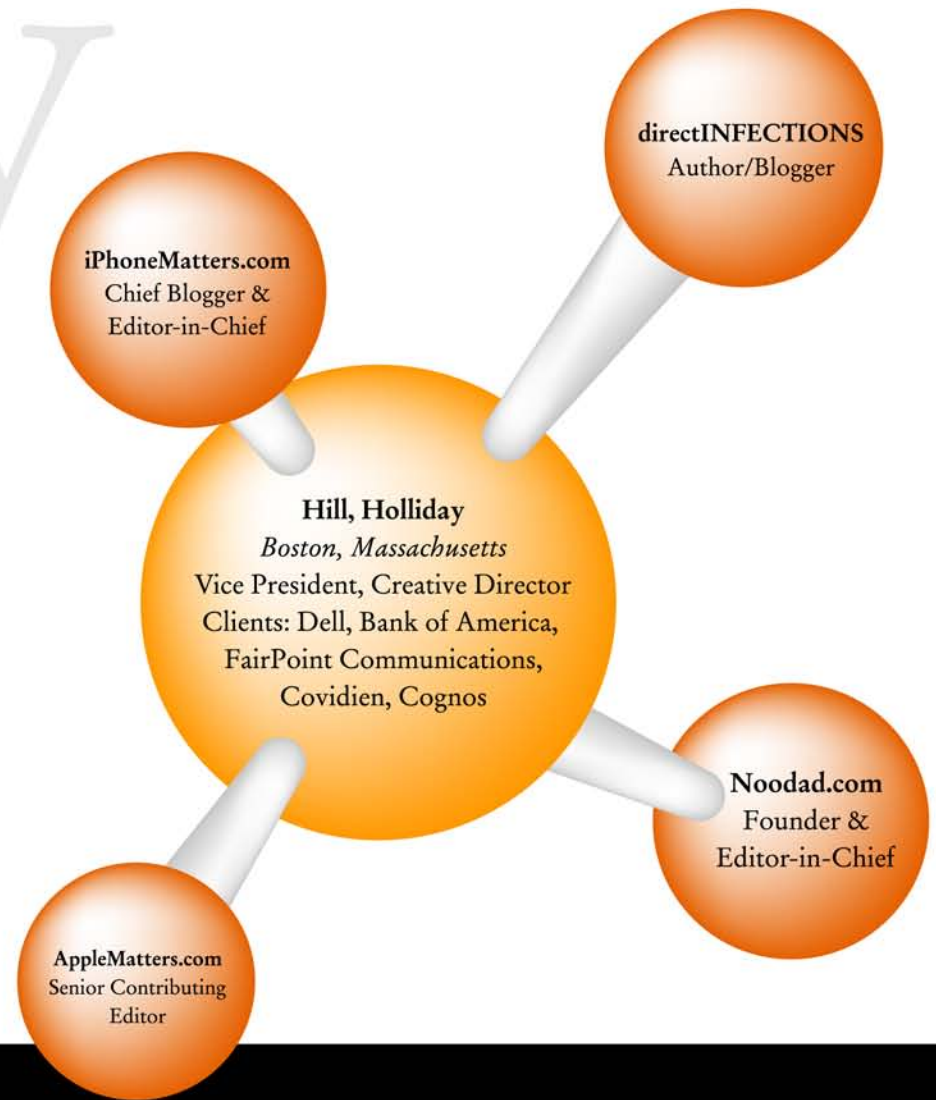 directINFECTIONS
Author/Blogger
iPhoneMatters.com
Chief Blogger &
Editor-in-Chief
Hill, Holliday
Boston, Massachusetts
Vice President, Creative Director
Clients: Dell, Bank of America,
FairPoint Communications,
Covidien, Cognos
Noodad.com
Founder &
Editor-in-Chief
AppleMatters.com
Senior Contributing
Editor